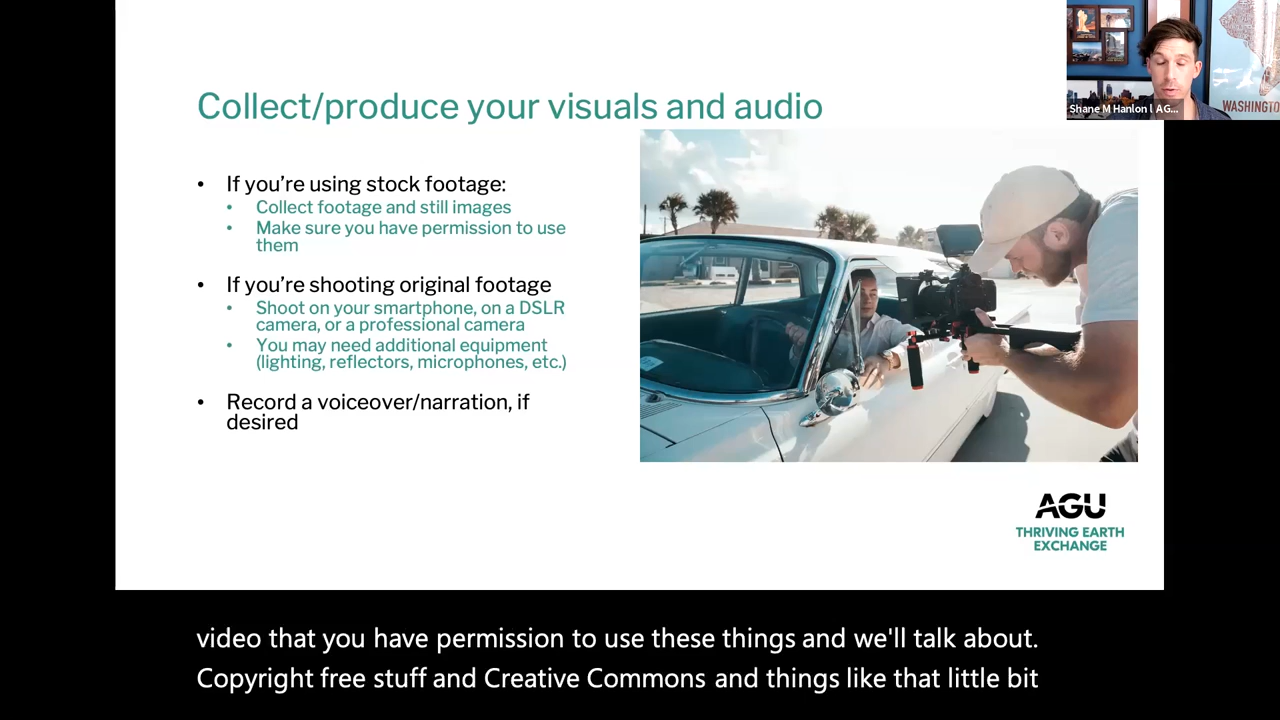 Collect/produce your visuals and audio
• If you're using stock footage:
• Collect footage and still images
• Make sure you have permission to use
them
• If you're shooting original footage
• Shoot on your smartphone, on a DSLR
camera, or a professional camera
• You may need additional equipment
(lighting, reflectors, microphones, etc.)
• Record a voiceover/narration, if
desired
Shane M Hanlon l AG...
WASHINGTO
AGU
THRIVING EARTH
EXCHANGE
video that you have permission to use these things and we'll talk about.
Copyright free stuff and Creative Commons and things like that little bit